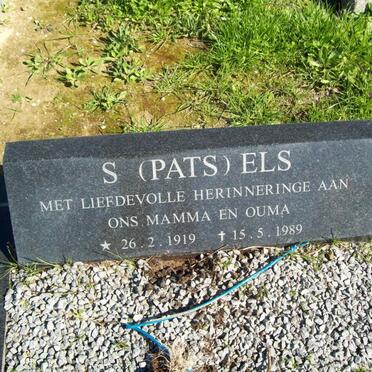 S (PATS) ELS
MET LIEFDEVOLLE HERINNERINGE AAN
ONS MAMMA EN OUMA
★ 26.2.1919 ✝ 15.5.1989